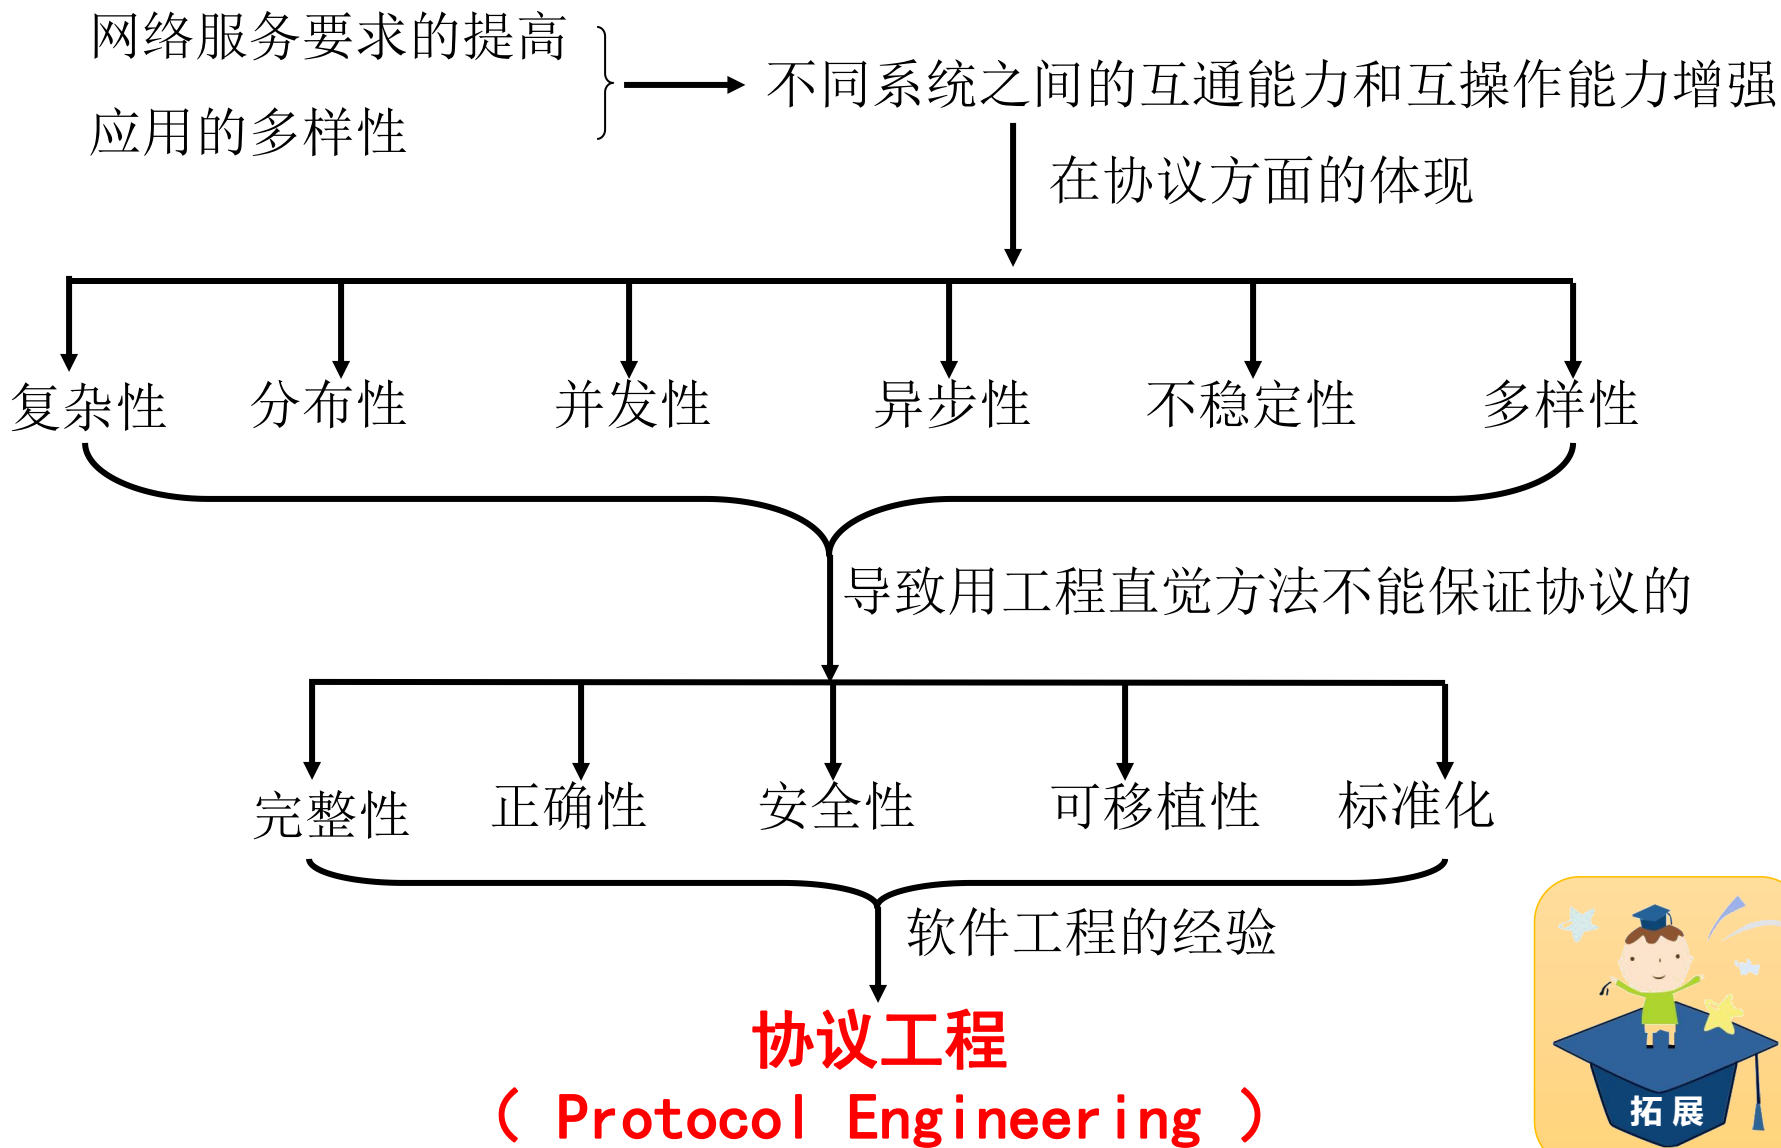 网络服务要求的提高
应用的多样性
不同系统之间的互通能力和互操作能力增强
在协议方面的体现
复杂性 分布性 并发性 异步性 不稳定性 多样性
导致用工程直觉方法不能保证协议的
完整性 正确性 安全性 可移植性 标准化
软件工程的经验
协议工程
( Protocol Engineering )
拓展